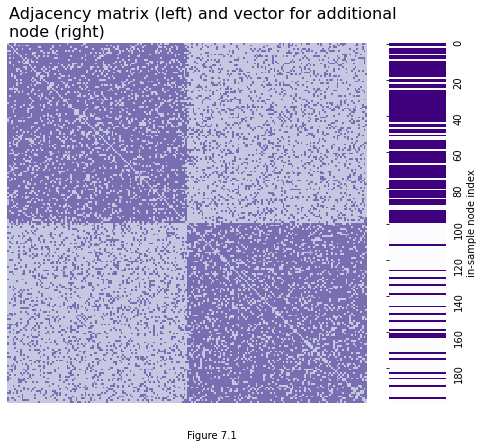 Adjacency matrix (left) and vector for additional
node (right)
0
20
40
60
80
100
120
140
160
180
in-sample node index
Figure 7.1